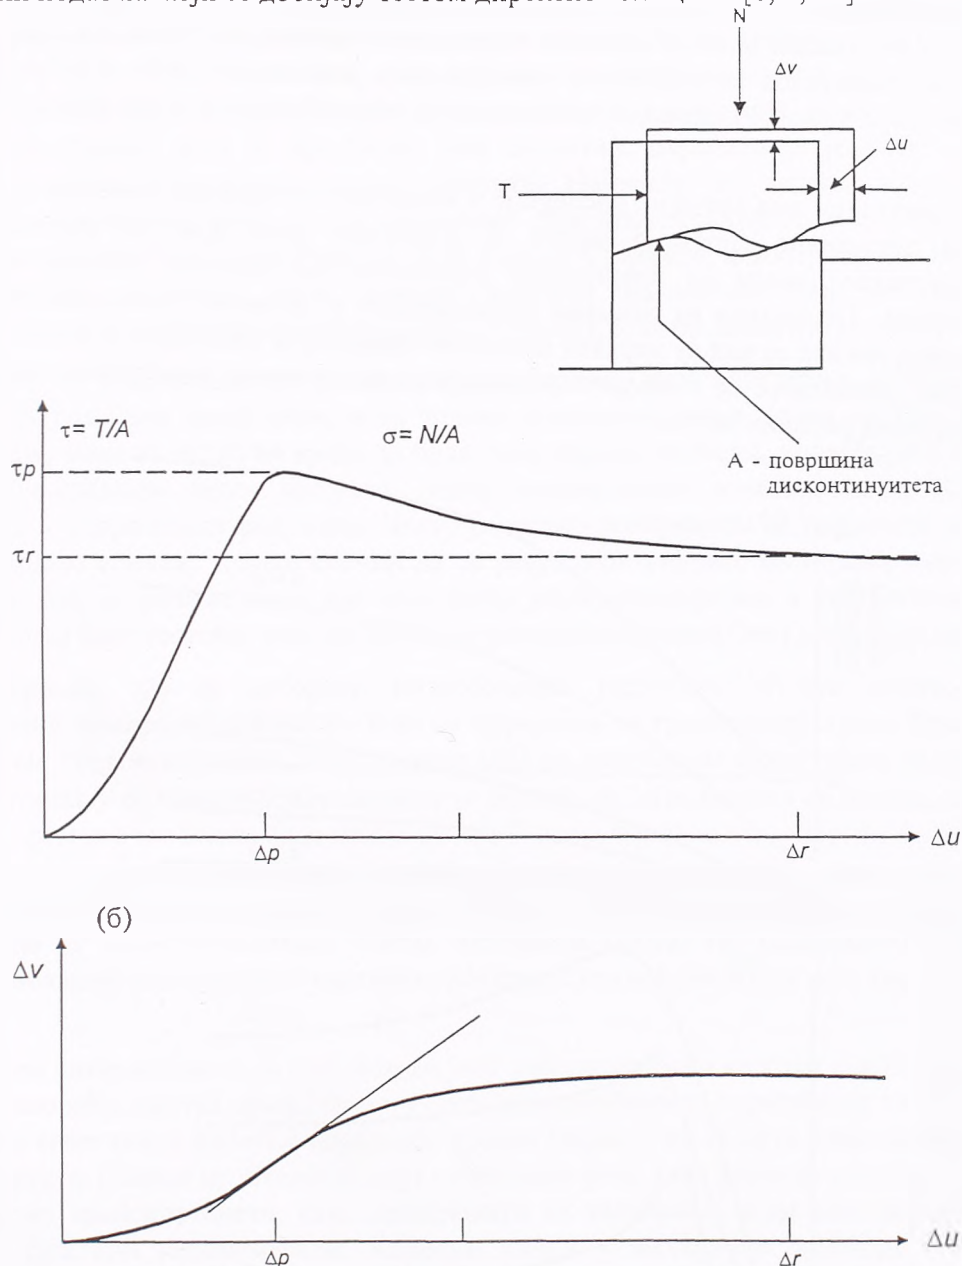 N
Δv
Δu
T
τ= T/A
σ= N/A
A - површина
дисконтинуитета
τp
τr
Δp
Δr
Δu
(б)
Δv
Δp
Δr
Δu